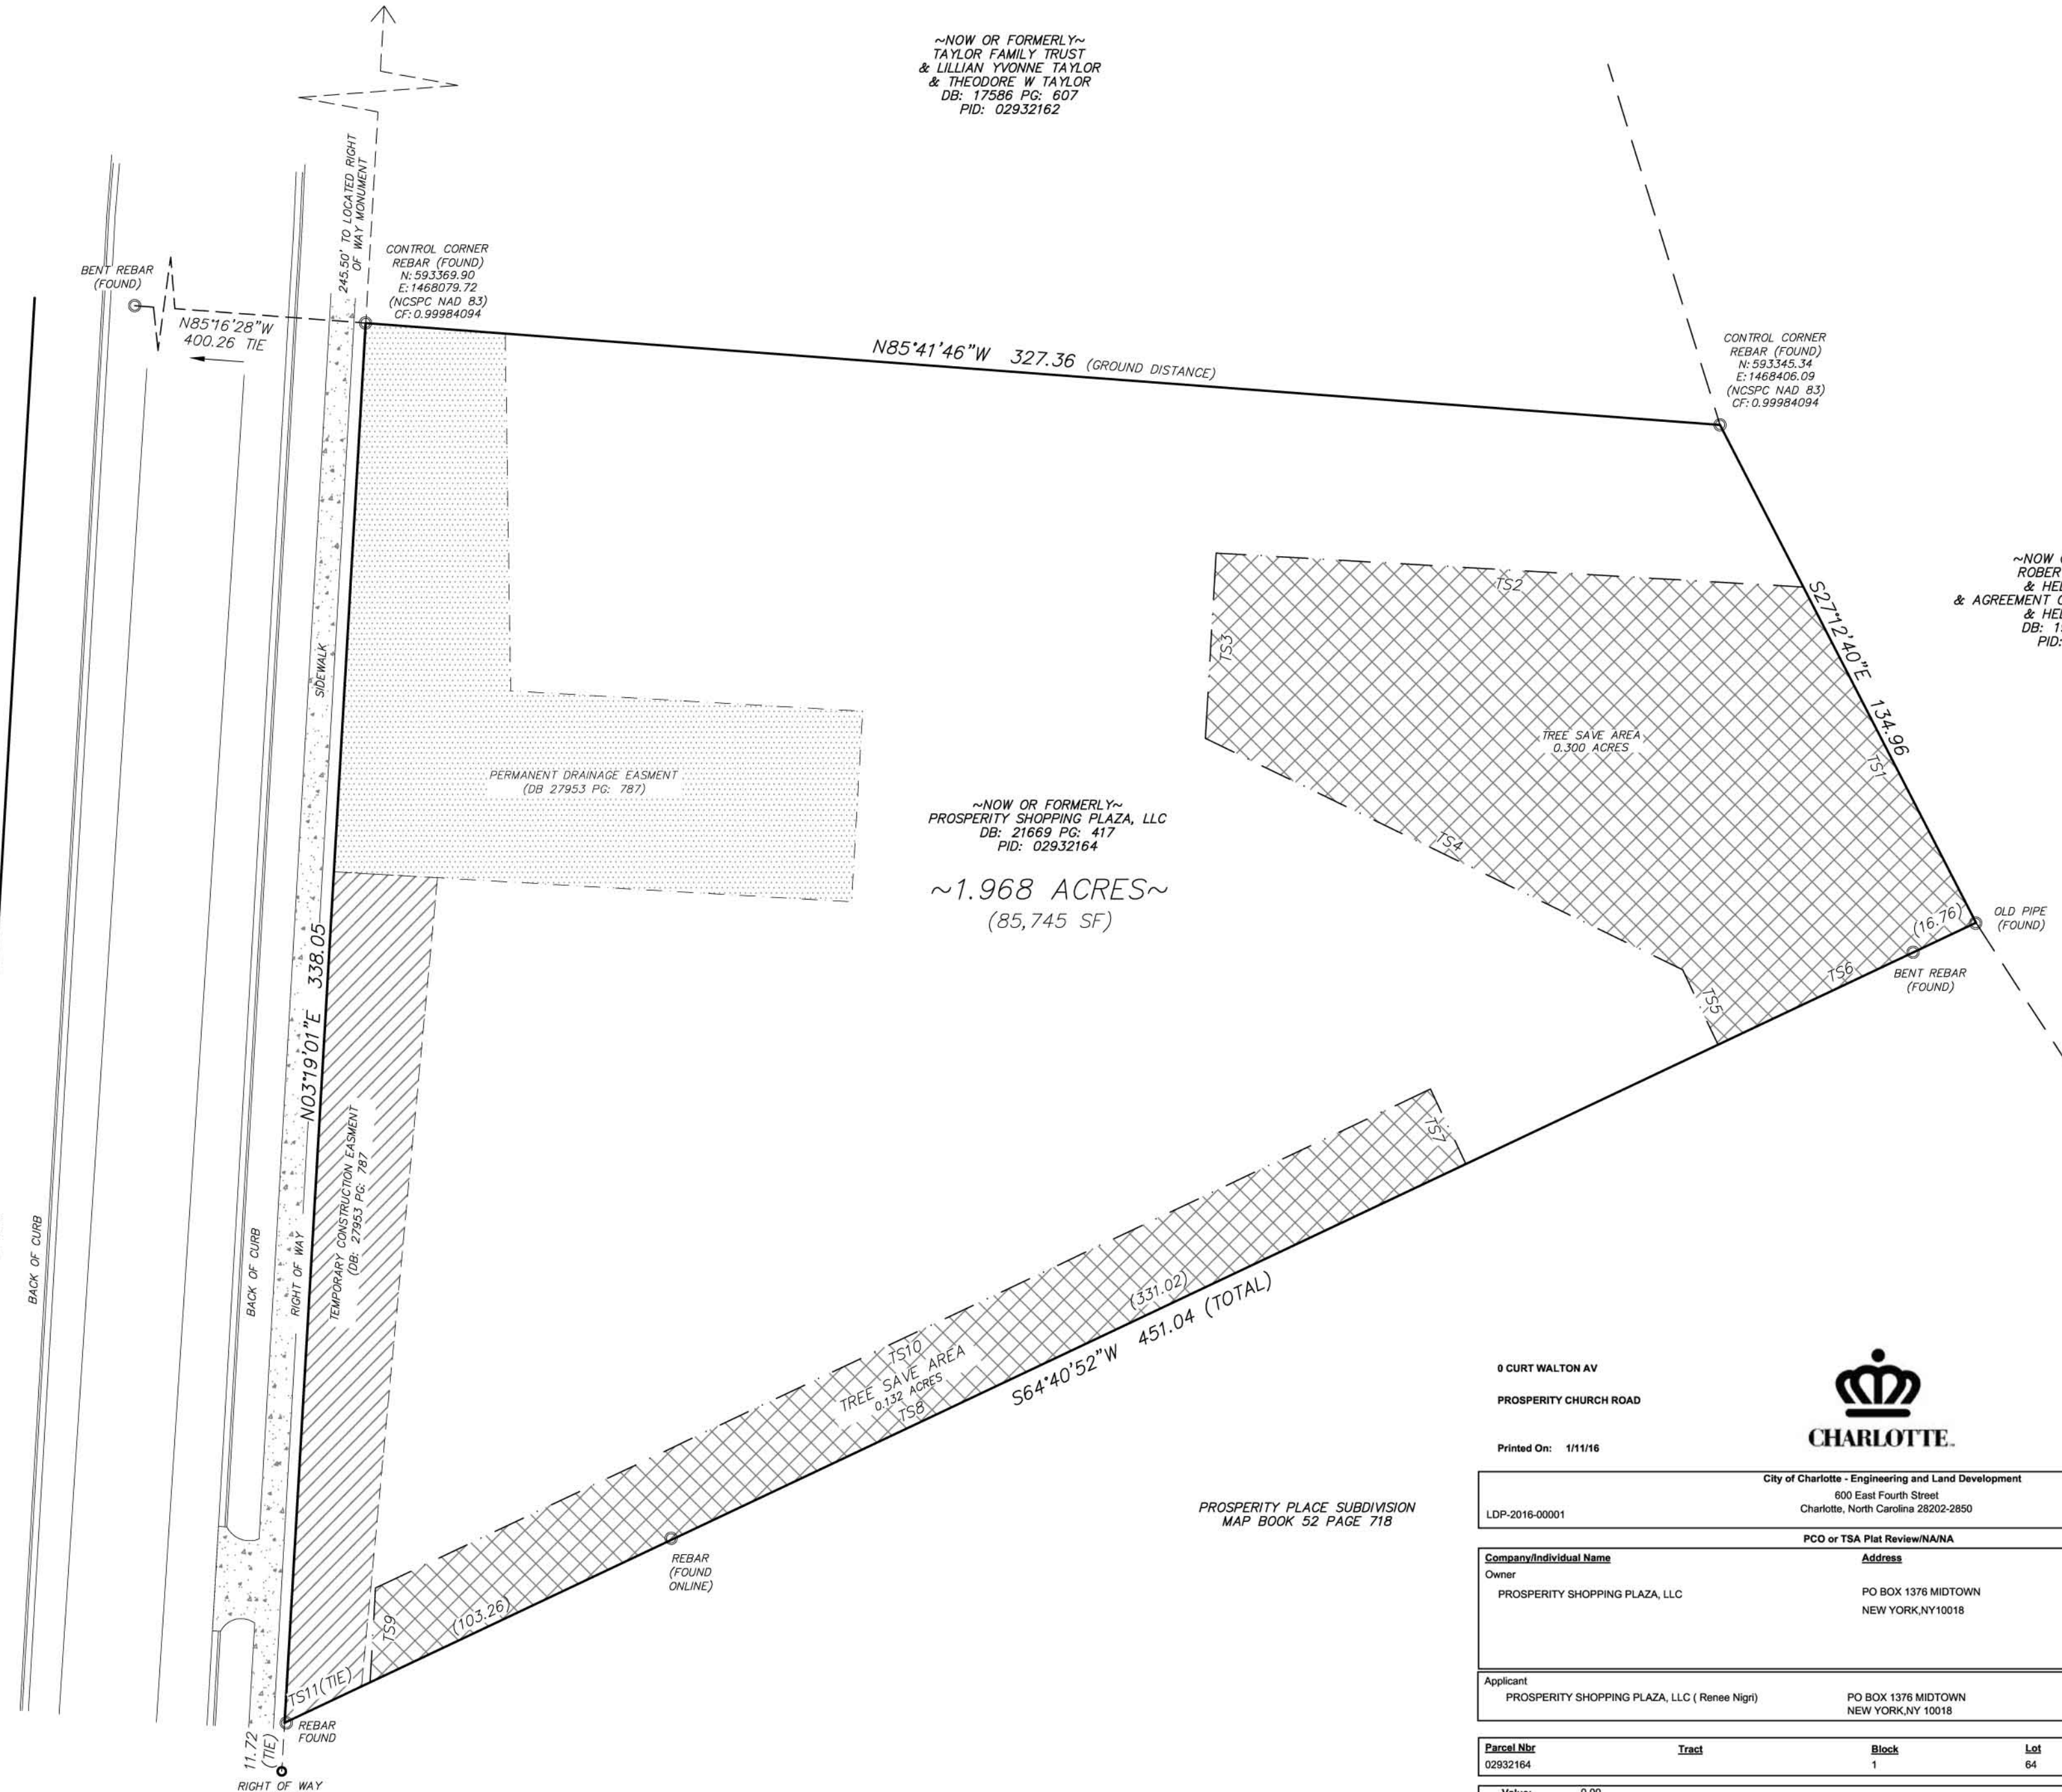 ~NOW OR FORMERLY~
TAYLOR FAMILY TRUST
& LILLIAN YVONNE TAYLOR
& THEODORE W TAYLOR
DB: 17586 PG: 607
PID: 02932162
245.50' TO LOCATED RIGHT
OF WAY MONUMENT
CONTROL CORNER
REBAR (FOUND)
N: 593369.90
E: 1468079.72
(NCSPC NAD 83)
CF: 0.99984094
BENT REBAR
(FOUND)
N85°16'28"W
400.26 TIE
N85°41'46"W 327.36 (GROUND DISTANCE)
CONTROL CORNER
REBAR (FOUND)
N: 593345.34
E: 1468406.09
(NCSPC NAD 83)
CF: 0.99984094
~NOW
ROBER
& HE
& AGREEMENT
& HE
DB: 1
PID:
S27°12'40"E 134.96
TS2
TS3
TREE SAVE AREA
0.300 ACRES
TS1
TS4
SIDEWALK
PERMANENT DRAINAGE EASMENT
(DB 27953 PG: 787)
~NOW OR FORMERLY~
PROSPERITY SHOPPING PLAZA, LLC
DB: 21669 PG: 417
PID: 02932164
~1.968 ACRES~
(85,745 SF)
(16.76)
OLD PIPE
(FOUND)
TS6
BENT REBAR
(FOUND)
TS5
N03°19'01"E 338.05
TEMPORARY CONSTRUCTION EASMENT
(DB: 27953 PG: 787
BACK OF CURB
BACK OF CURB
RIGHT OF WAY
TS7
(331.02)
S64°40'52"W 451.04 (TOTAL)
TS10
TREE SAVE AREA
0.132 ACRES
TS8
REBAR
(FOUND
ONLINE)
TS9
(103.26)
TS11(TIE)
REBAR
FOUND
11.72
(TIE)
RIGHT OF WAY
PROSPERITY PLACE SUBDIVISION
MAP BOOK 52 PAGE 718
0 CURT WALTON AV
PROSPERITY CHURCH ROAD
Printed On: 1/11/16
CHARLOTTE™
City of Charlotte - Engineering and Land Development
600 East Fourth Street
Charlotte, North Carolina 28202-2850
LDP-2016-00001
PCO or TSA Plat Review/NA/NA
Company/Individual Name Address
Owner
PROSPERITY SHOPPING PLAZA, LLC PO BOX 1376 MIDTOWN
NEW YORK,NY10018
Applicant
PROSPERITY SHOPPING PLAZA, LLC ( Renee Nigri) PO BOX 1376 MIDTOWN
NEW YORK,NY 10018
Parcel Nbr Tract Block Lot
02932164 1 64
Value: 0.00